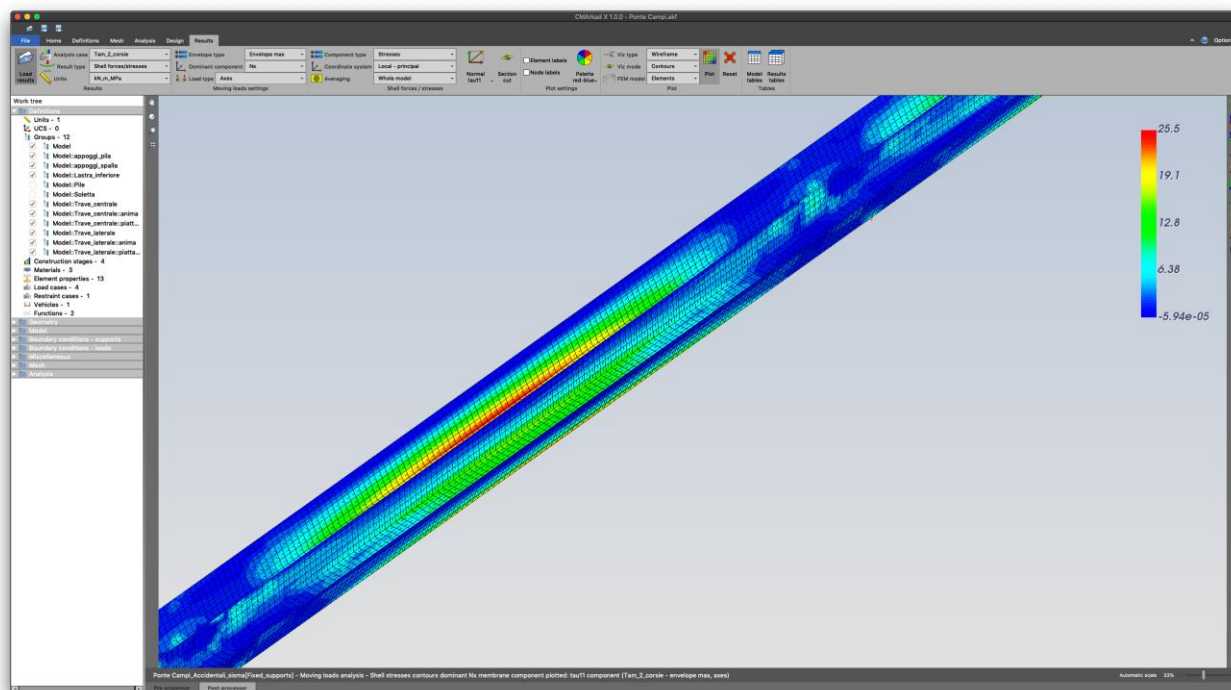 CMArkad X 1.0.0 - Ponte Campi.akf
File Home Definitions Mesh Analysis Design Results
Option
Load results
Analysis case Tam_2_corsie
Result type Shell forces/stresses
Units kN_m_MPa
Results
Envelope type Envelope max
Dominant component Nx
Load type Axes
Moving loads settings
Component type Stresses
Coordinate system Local - principal
Averaging Whole model
Shell forces / stresses
Normal tau11
Section cut
Element labels
Node labels
Palette red-blue
Plot settings
Viz type Wireframe
Viz mode Contours
FEM model Elements
Plot
Reset
Plot
Model tables
Results tables
Tables
Work tree
Definitions
Units - 1
UCS - 0
Groups - 12
Model
Model::appoggi_pila
Model::appoggi_spalla
Model::Lastra_inferiore
Model::Pile
Model::Soletta
Model::Trave_centrale
Model::Trave_centrale::anima
Model::Trave_centrale::piatt...
Model::Trave_laterale
Model::Trave_laterale::anima
Model::Trave_laterale::piatta...
Construction stages - 4
Materials - 3
Element properties - 13
Load cases - 4
Restraint cases - 1
Vehicles - 1
Functions - 2
Geometry
Model
Boundary conditions - supports
Boundary conditions - loads
Miscellaneous
Mesh
Analysis
25.5
19.1
12.8
6.38
-5.94e-05
Ponte Campi_Accidentali_sisma[Fixed_supports] - Moving loads analysis - Shell stresses contours dominant Nx membrane component plotted: tau11 component (Tam_2_corsie - envelope max, axes)
Automatic scale 33%
Pre-processor Post-processor